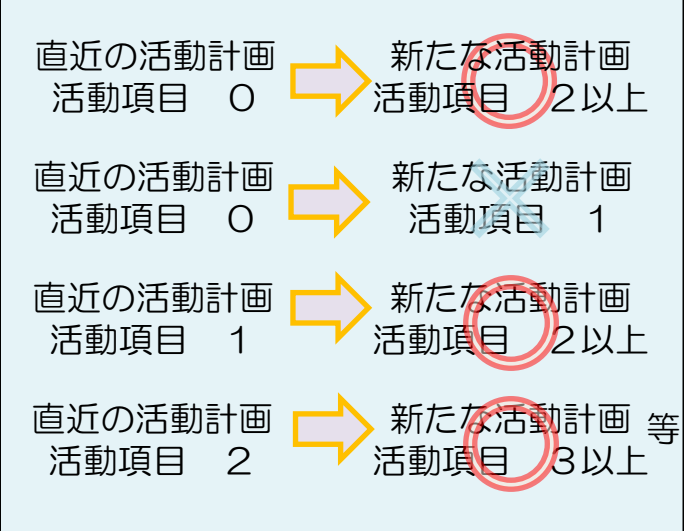 直近の活動計画
活動項目　０
新たな活動計画
活動項目　２以上
直近の活動計画
活動項目　０
新たな活動計画
活動項目　１
直近の活動計画
活動項目　１
新たな活動計画
活動項目　２以上
直近の活動計画
活動項目　２
新たな活動計画
活動項目　３以上
等